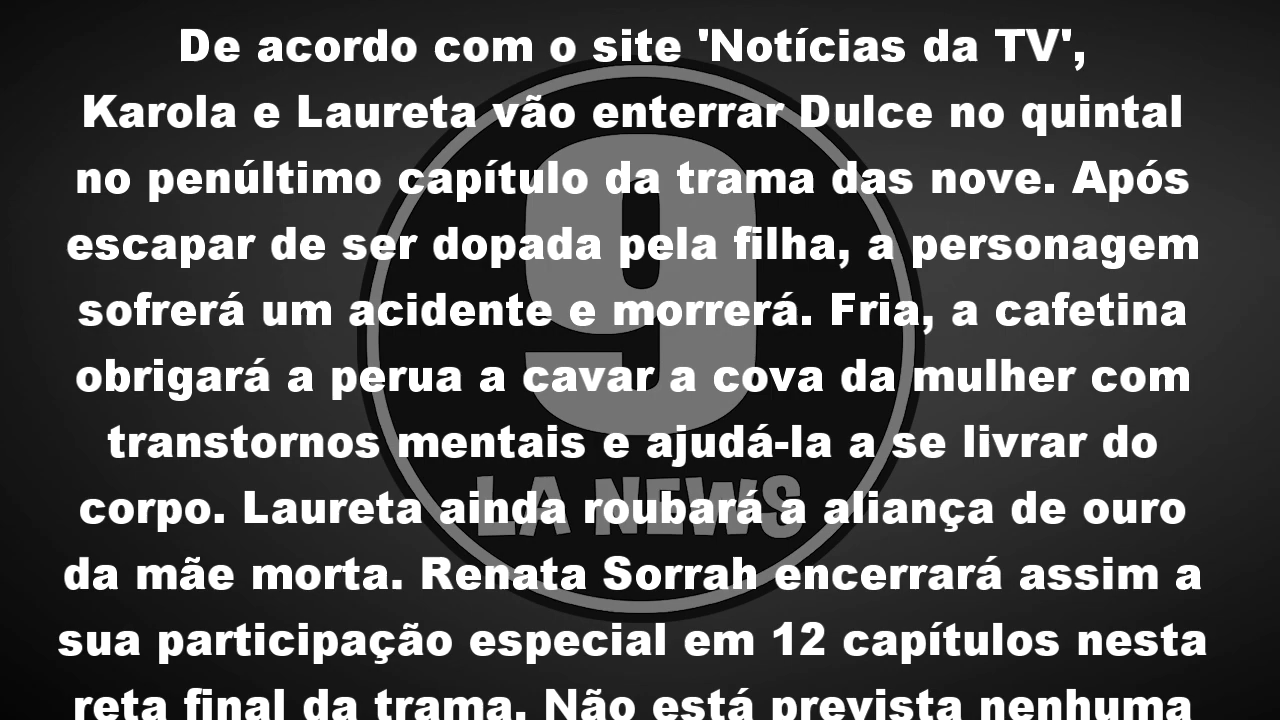 De acordo com o site 'Notícias da TV',
Karola e Laureta vão enterrar Dulce no quintal
no penúltimo capítulo da trama das nove. Após
escapar de ser dopada pela filha, a personagem
sofrerá um acidente e morrerá. Fria, a cafetina
obrigará a perua a cavar a cova da mulher com
transtornos mentais e ajudá-la a se livrar do
corpo. Laureta ainda roubará a aliança de ouro
da mãe morta. Renata Sorrah encerrará assim a
sua participação especial em 12 capítulos nesta
reta final da trama. Não está prevista nenhuma
9
LA NEWS